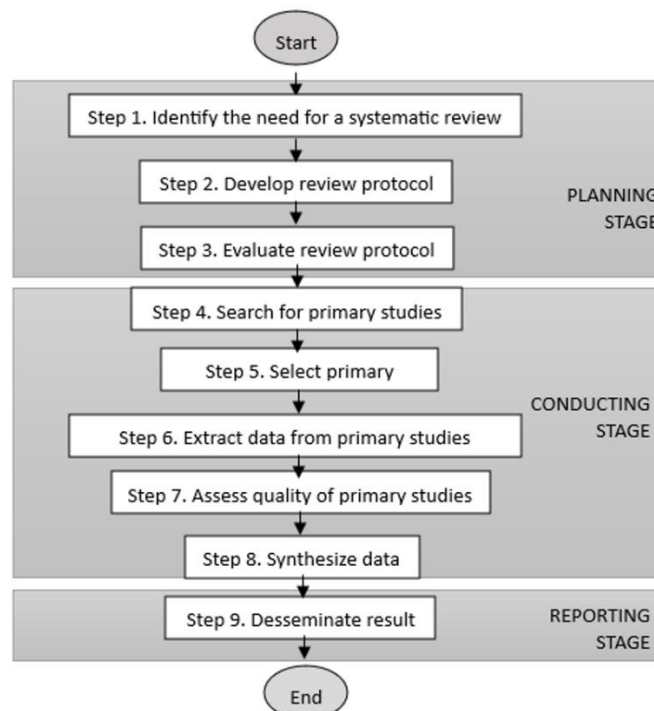 Start
Step 1. Identify the need for a systematic review
Step 2. Develop review protocol
PLANNING
STAGE
Step 3. Evaluate review protocol
Step 4. Search for primary studies
Step 5. Select primary
CONDUCTING
STAGE
Step 6. Extract data from primary studies
Step 7. Assess quality of primary studies
Step 8. Synthesize data
Step 9. Desseminate result
REPORTING
STAGE
End